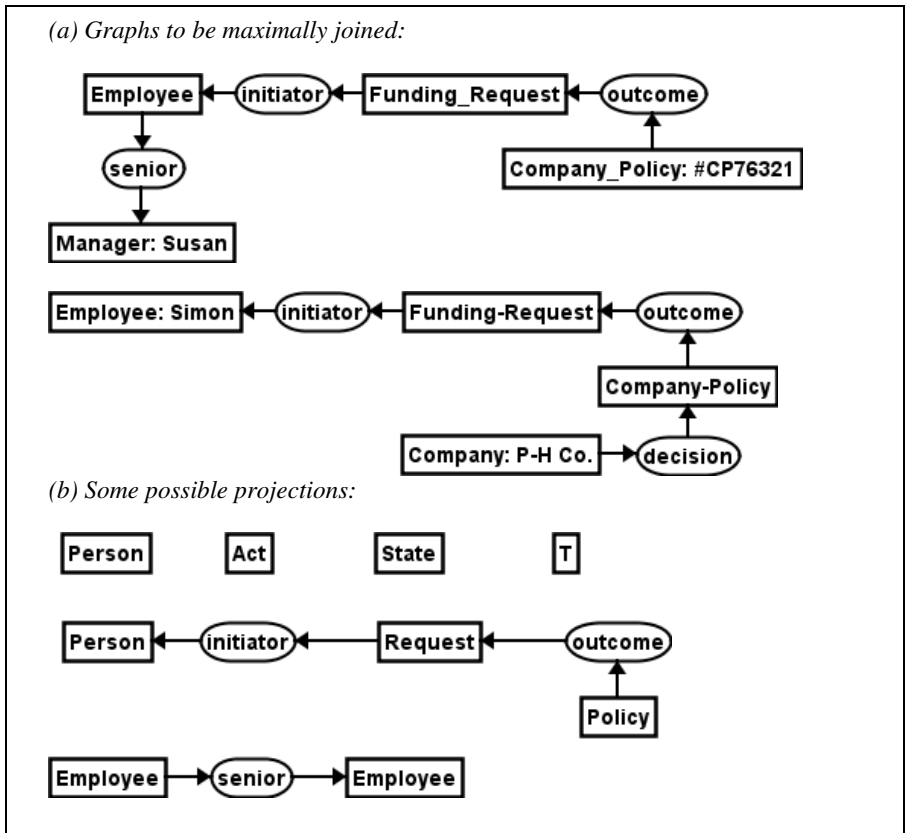 (a) Graphs to be maximally joined:
Employee initiator Funding_Request outcome
senior Company_Policy: #CP76321
Manager: Susan
Employee: Simon initiator Funding-Request outcome
Company-Policy
Company: P-H Co. decision
(b) Some possible projections:
Person Act State T
Person initiator Request outcome
Policy
Employee senior Employee